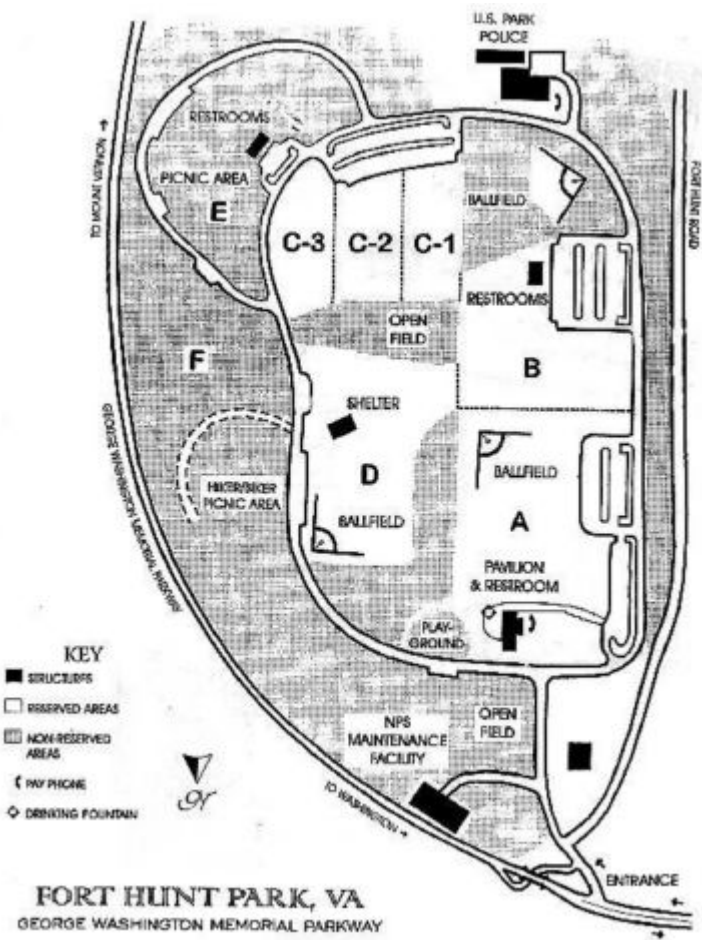 U.S. PARK
POLICE
RESTROOMS
TO MOUNT VERNON →
PICNIC AREA
E
BALLFIELD
FORT HUNT ROAD
C-3
C-2
C-1
RESTROOMS
OPEN
FIELD
F
B
SHELTER
GEORGE WASHINGTON MEMORIAL PARKWAY
BALLFIELD
D
HIKER/BIKER
PICNIC AREA
BALLFIELD
A
PAVILION
& RESTROOM
PLAY-
GROUND
KEY
STRUCTURES
RESERVED AREAS
NON-RESERVED
AREAS
PAY PHONE
DRINKING FOUNTAIN
N
NPS
MAINTENANCE
FACILITY
OPEN
FIELD
TO WASHINGTON →
ENTRANCE
FORT HUNT PARK, VA
GEORGE WASHINGTON MEMORIAL PARKWAY